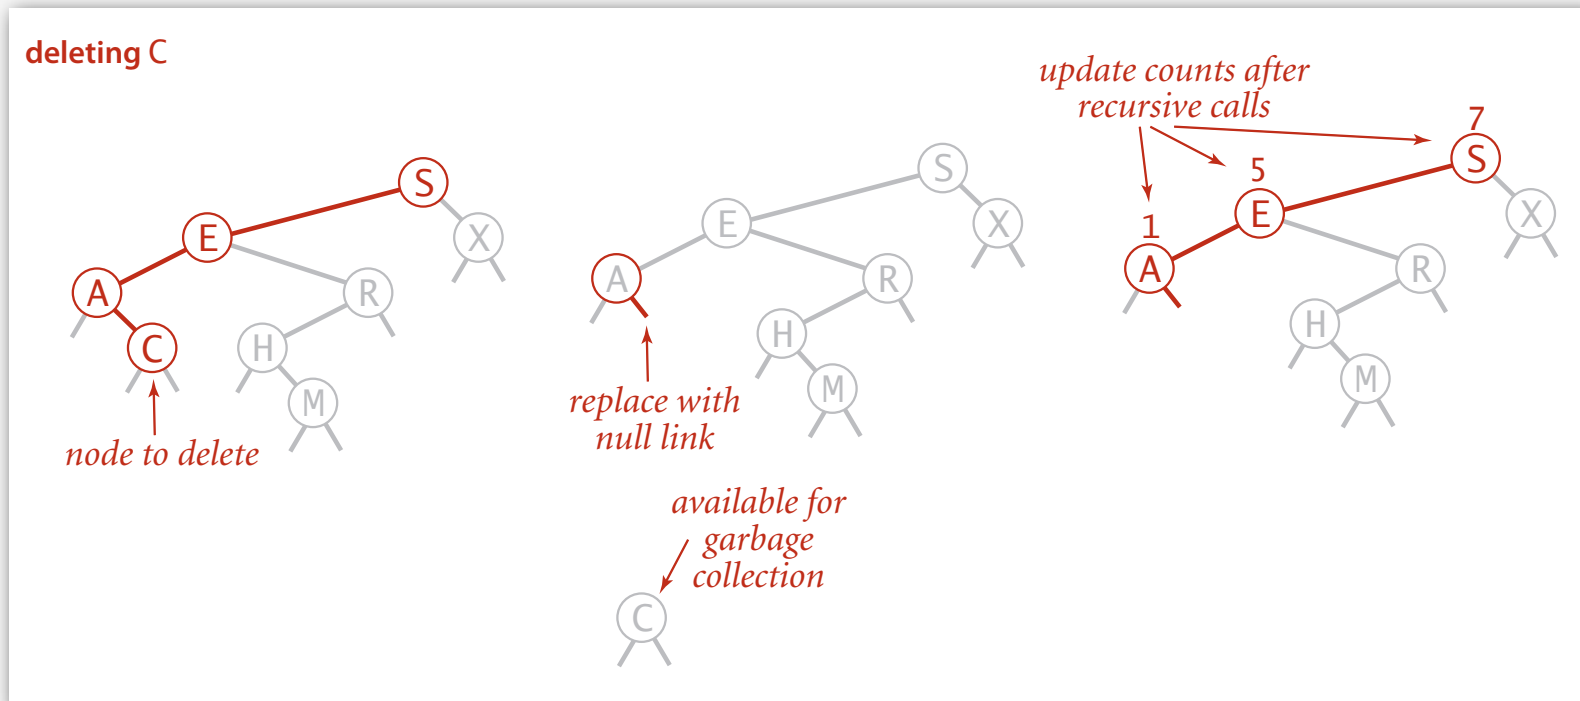 deleting C
S
E
X
A
R
C
H
M
node to delete
S
E
X
A
R
H
M
replace with
null link
available for
garbage
collection
C
update counts after
recursive calls
7
S
5
E
X
1
A
R
H
M